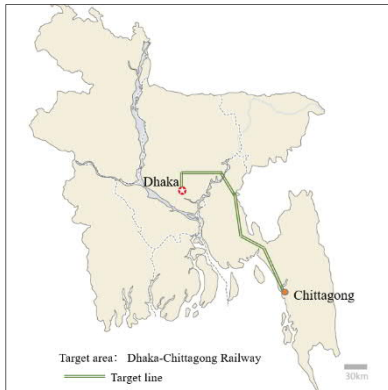 Dhaka
Chittagong
Target area: Dhaka-Chittagong Railway
Target line
30km